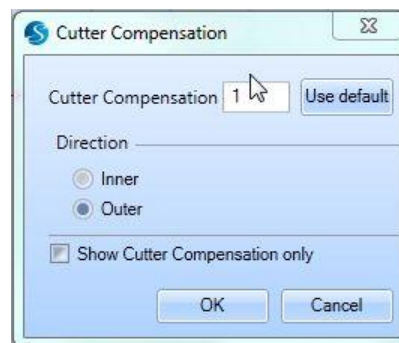 Cutter Compensation
Cutter Compensation 1 Use default
Direction
Inner
Outer
Show Cutter Compensation only
OK Cancel